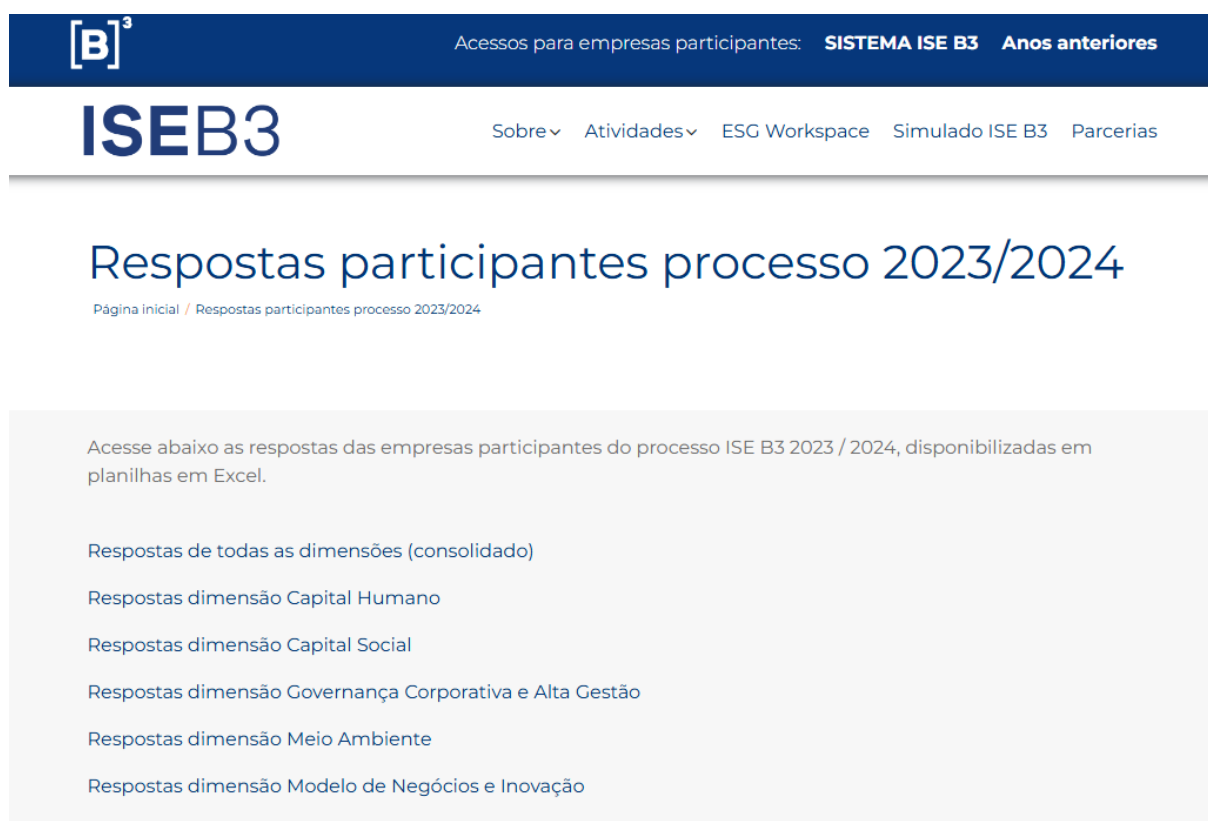 [B]³
Acessos para empresas participantes: SISTEMA ISE B3 Anos anteriores
ISEB3
Sobre Atividades ESG Workspace Simulado ISE B3 Parcerias
Respostas participantes processo 2023/2024
Página inicial / Respostas participantes processo 2023/2024
Acesse abaixo as respostas das empresas participantes do processo ISE B3 2023 / 2024, disponibilizadas em
planilhas em Excel.
Respostas de todas as dimensões (consolidado)
Respostas dimensão Capital Humano
Respostas dimensão Capital Social
Respostas dimensão Governança Corporativa e Alta Gestão
Respostas dimensão Meio Ambiente
Respostas dimensão Modelo de Negócios e Inovação